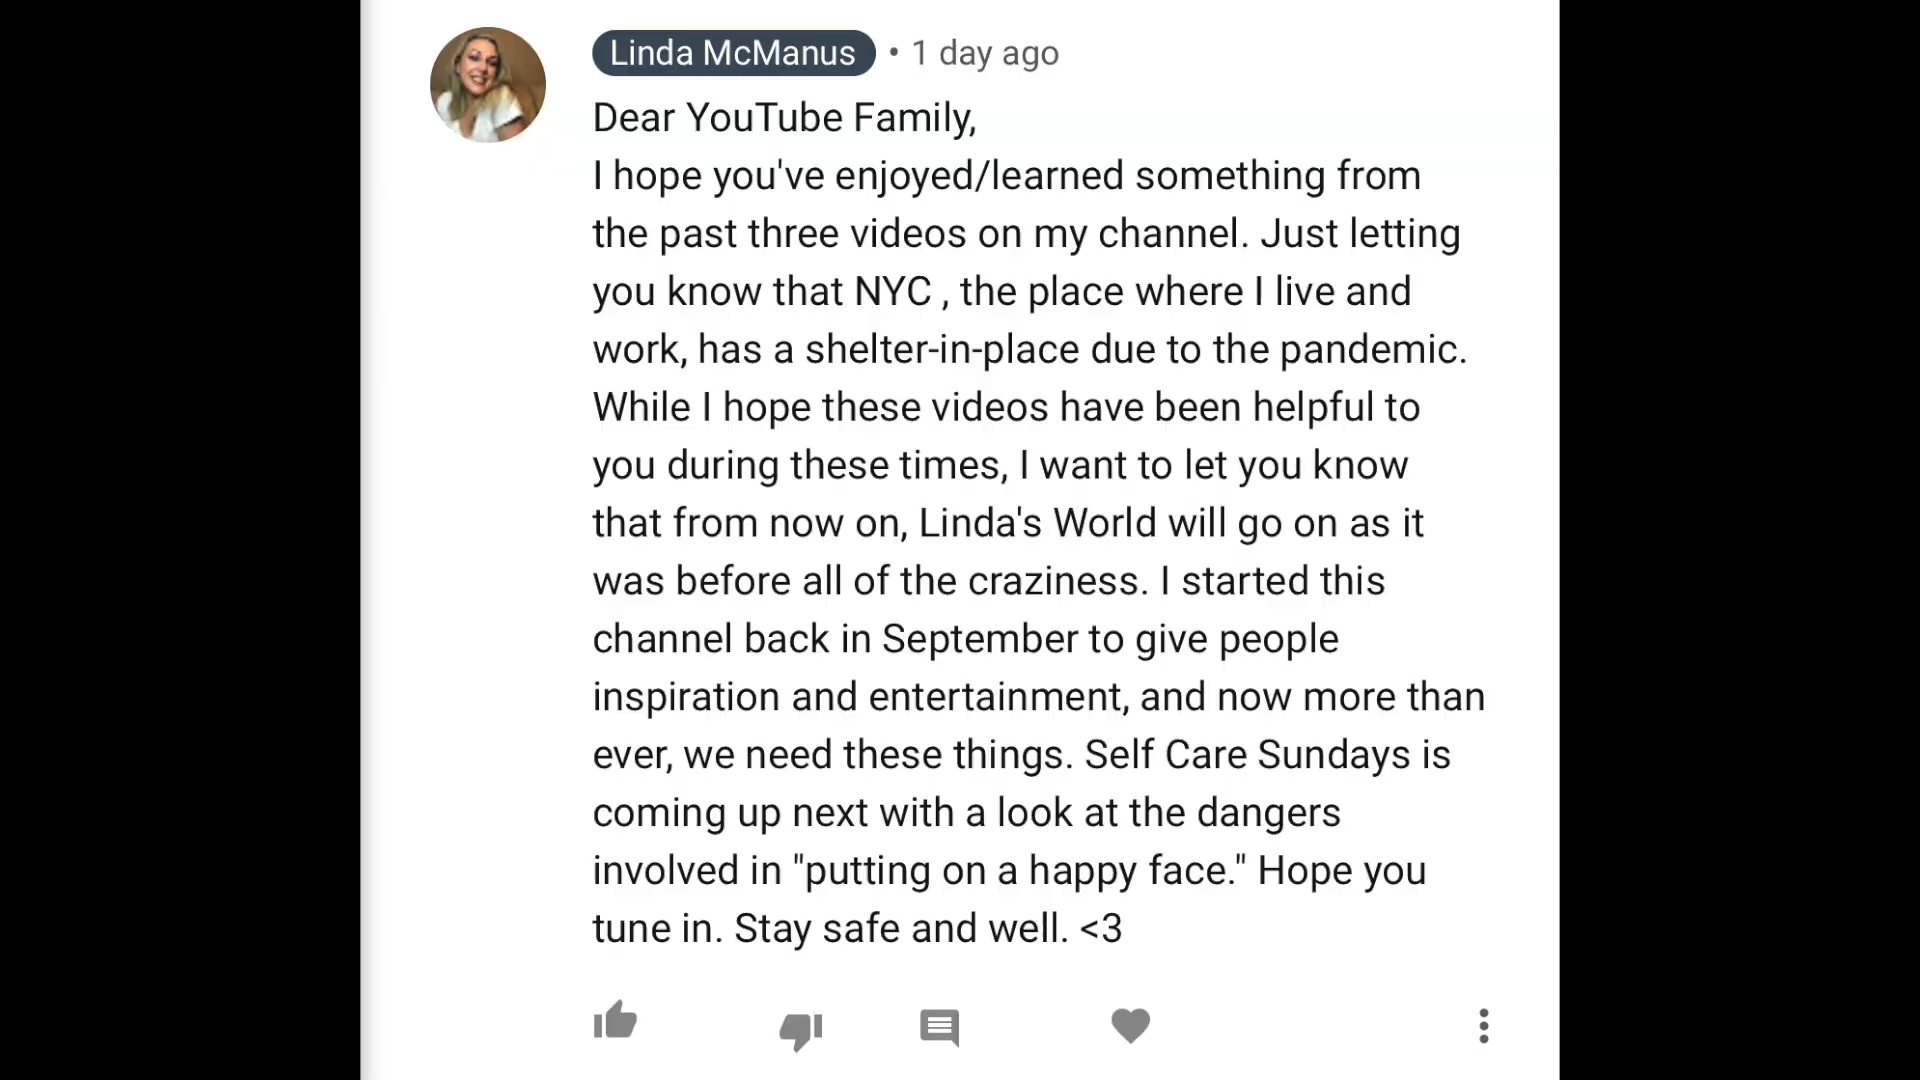 Linda McManus • 1 day ago
Dear YouTube Family,
I hope you've enjoyed/learned something from
the past three videos on my channel. Just letting
you know that NYC , the place where I live and
work, has a shelter-in-place due to the pandemic.
While I hope these videos have been helpful to
you during these times, I want to let you know
that from now on, Linda's World will go on as it
was before all of the craziness. I started this
channel back in September to give people
inspiration and entertainment, and now more than
ever, we need these things. Self Care Sundays is
coming up next with a look at the dangers
involved in "putting on a happy face." Hope you
tune in. Stay safe and well. <3